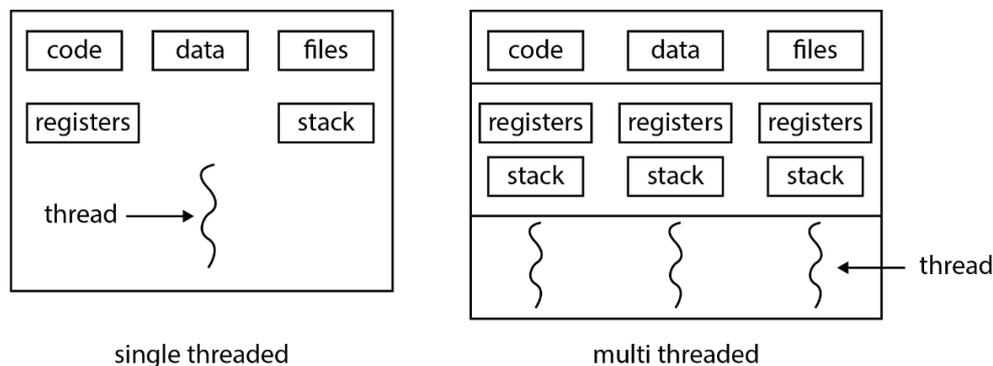 code data files
registers stack
thread
single threaded
code data files
registers registers registers
stack stack stack
thread
multi threaded